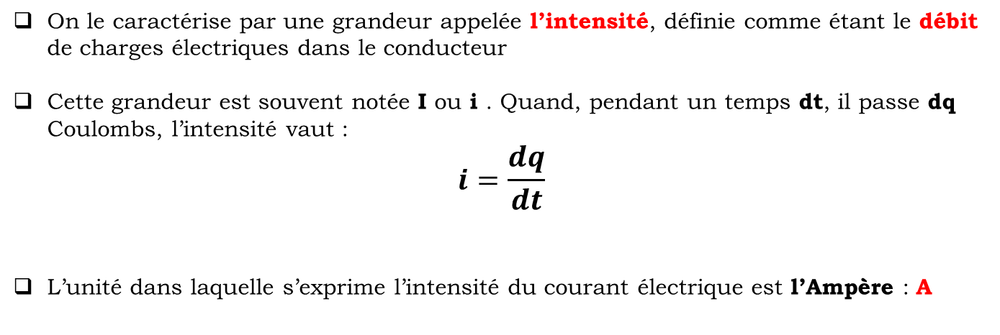 ❑ On le caractérise par une grandeur appelée l’intensité, définie comme étant le débit
de charges électriques dans le conducteur
❑ Cette grandeur est souvent notée I ou i . Quand, pendant un temps dt, il passe dq
Coulombs, l’intensité vaut :
i = dq/dt
❑ L’unité dans laquelle s’exprime l’intensité du courant électrique est l’Ampère : A